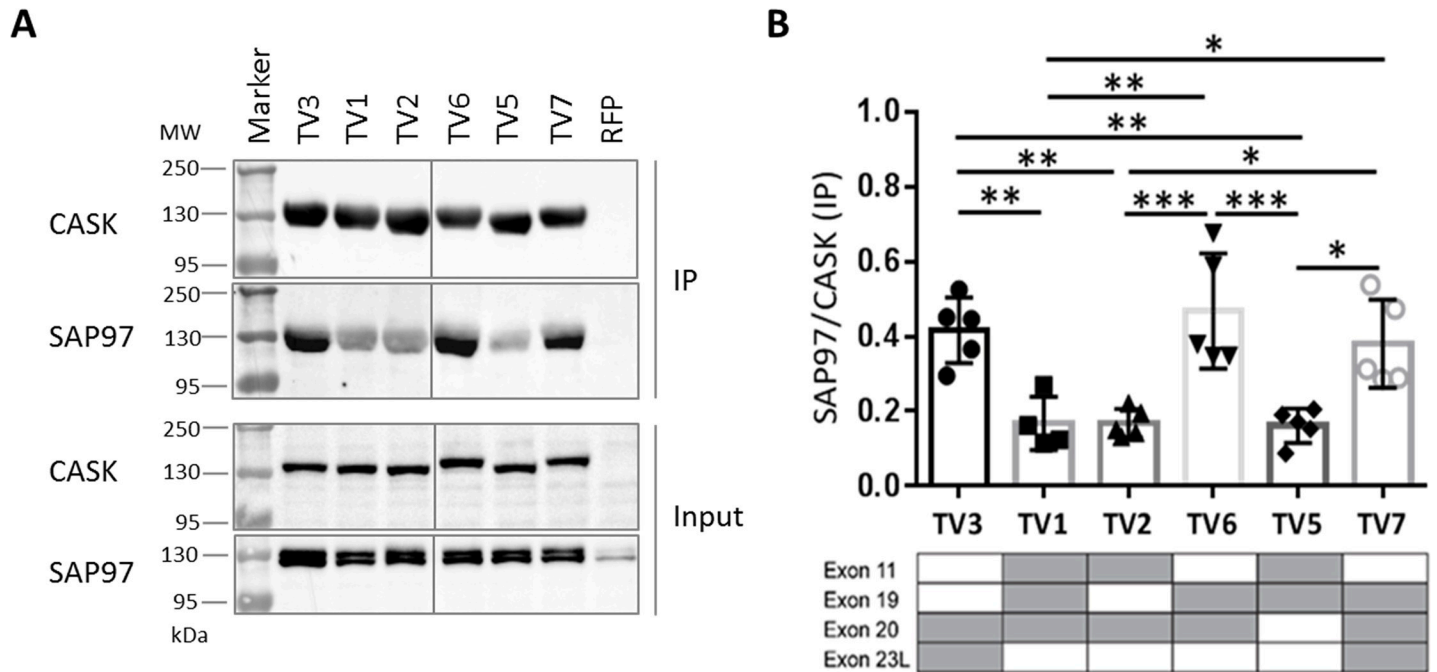 A
MW
Marker
TV3
TV1
TV2
TV6
TV5
TV7
RFP
CASK
250
130
95
SAP97
250
130
95
IP
CASK
250
130
95
SAP97
130
95
kDa
Input
B
SAP97/CASK (IP)
1.0
0.8
0.6
0.4
0.2
0.0
*
**
**
** *
** *** ***
*
TV3 TV1 TV2 TV6 TV5 TV7
Exon 11
Exon 19
Exon 20
Exon 23L